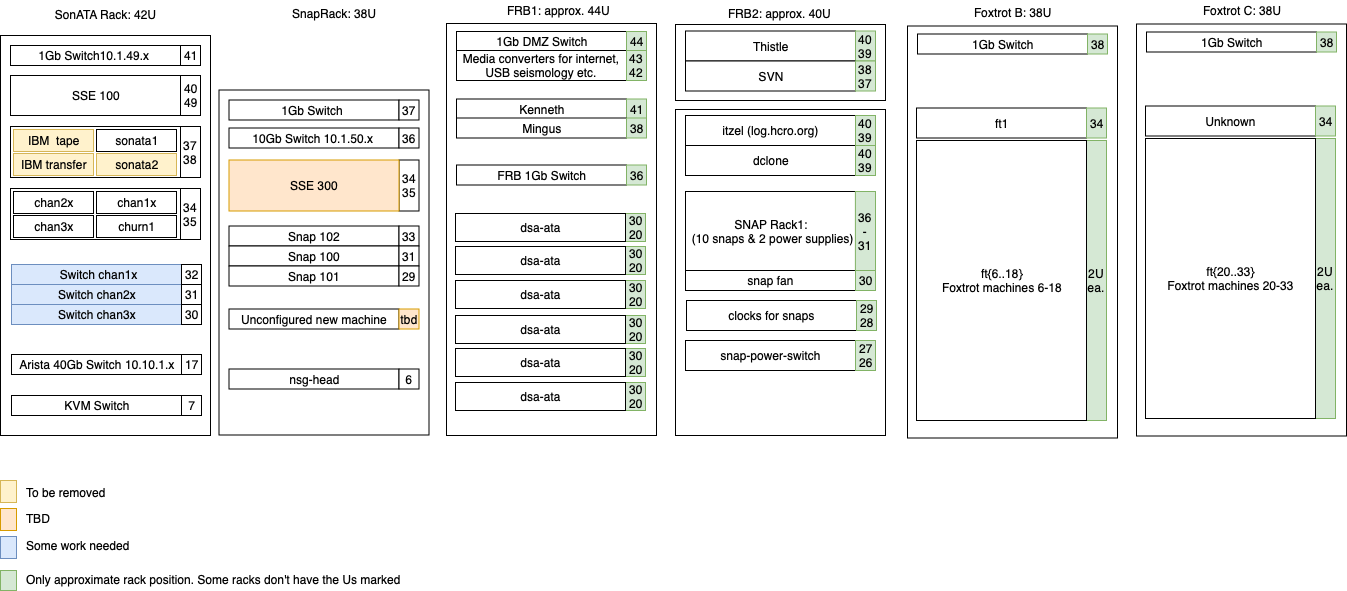 SonATA Rack: 42U
1Gb Switch10.1.49.x 41
SSE 100 40
49
IBM tape sonata1 37
IBM transfer sonata2 38
chan2x chan1x 34
chan3x churn1 35
Switch chan1x 32
Switch chan2x 31
Switch chan3x 30
Arista 40Gb Switch 10.10.1.x 17
KVM Switch 7
SnapRack: 38U
1Gb Switch 37
10Gb Switch 10.1.50.x 36
SSE 300 34
35
Snap 102 33
Snap 100 31
Snap 101 29
Unconfigured new machine tbd
nsg-head 6
FRB1: approx. 44U
1Gb DMZ Switch 44
Media converters for internet, 43
USB seismology etc. 42
Kenneth 41
Mingus 38
FRB 1Gb Switch 36
dsa-ata 30
20
dsa-ata 30
20
dsa-ata 30
20
dsa-ata 30
20
dsa-ata 30
20
dsa-ata 30
20
FRB2: approx. 40U
Thistle 40
39
SVN 38
37
itzel (log.hcro.org) 40
39
dclone 40
39
SNAP Rack1: 36
(10 snaps & 2 power supplies) -
31
snap fan 30
clocks for snaps 29
28
snap-power-switch 27
26
Foxtrot B: 38U
1Gb Switch 38
ft1 34
ft{6..18} 2U
Foxtrot machines 6-18 ea.
Foxtrot C: 38U
1Gb Switch 38
Unknown 34
ft{20..33} 2U
Foxtrot machines 20-33 ea.
To be removed
TBD
Some work needed
Only approximate rack position. Some racks don't have the Us marked